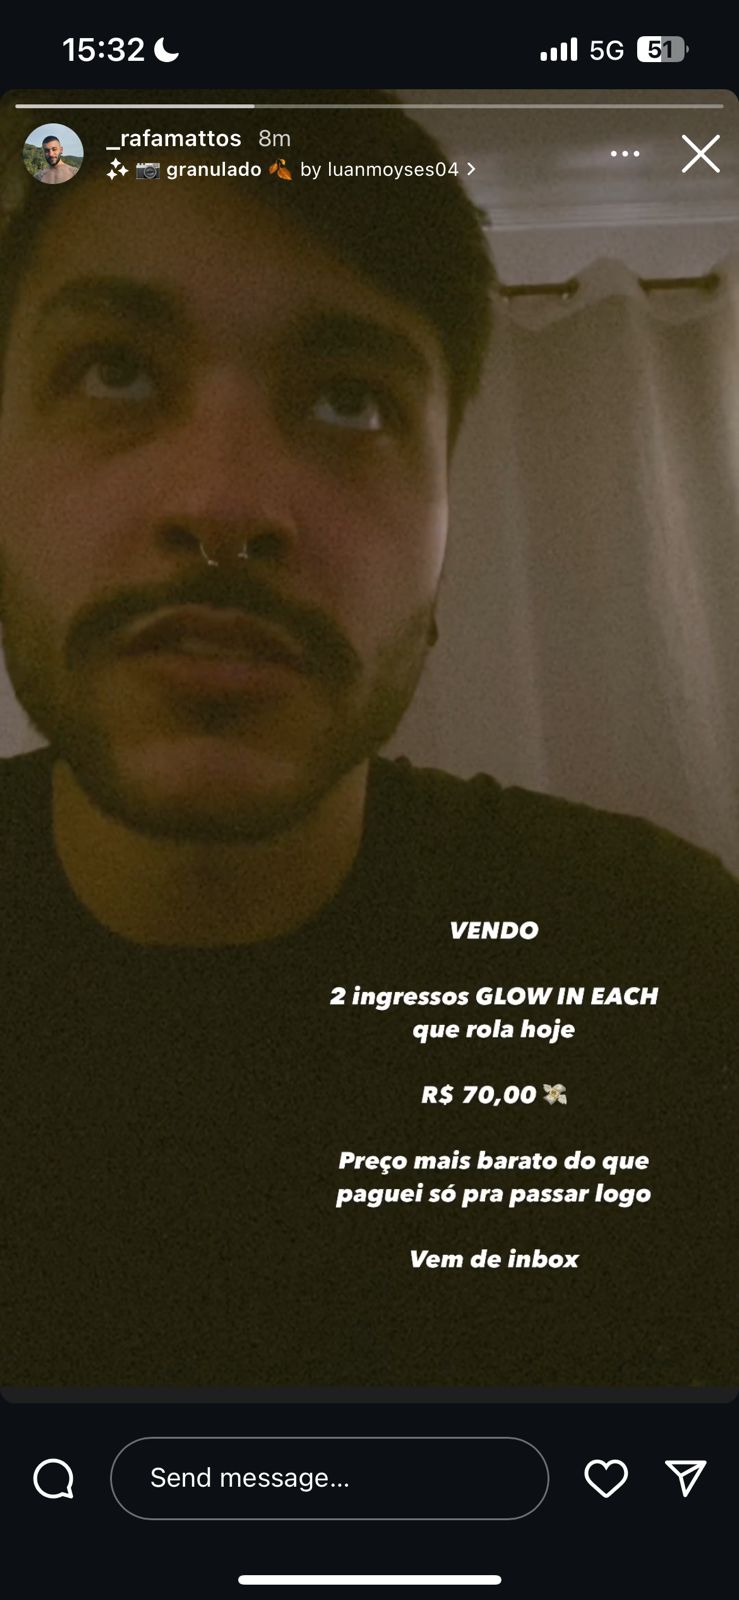 15:32 5G 51
_rafamattos 8m
granulado by luanmoyses04
VENDO
2 ingressos GLOW IN EACH
que rola hoje
R$ 70,00
Preço mais barato do que
paguei só pra passar logo
Vem de inbox
Send message...